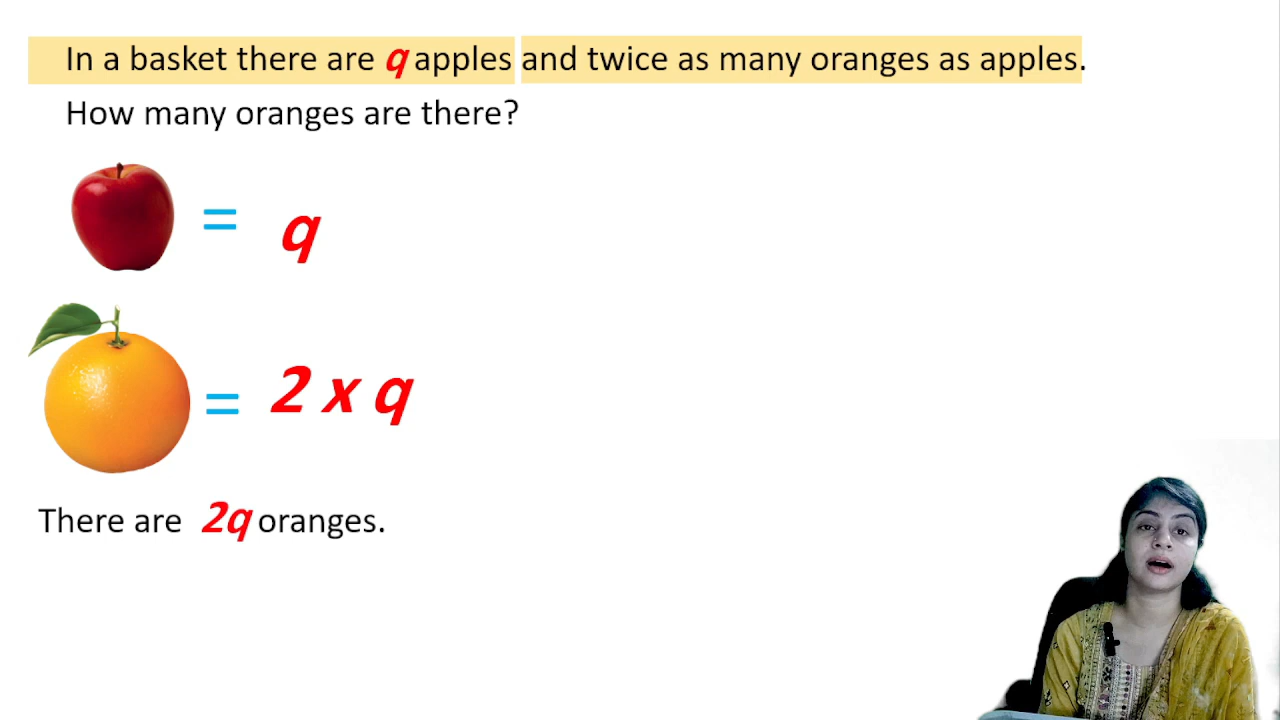 In a basket there are q apples and twice as many oranges as apples.
How many oranges are there?
= q
= 2 x q
There are 2q oranges.